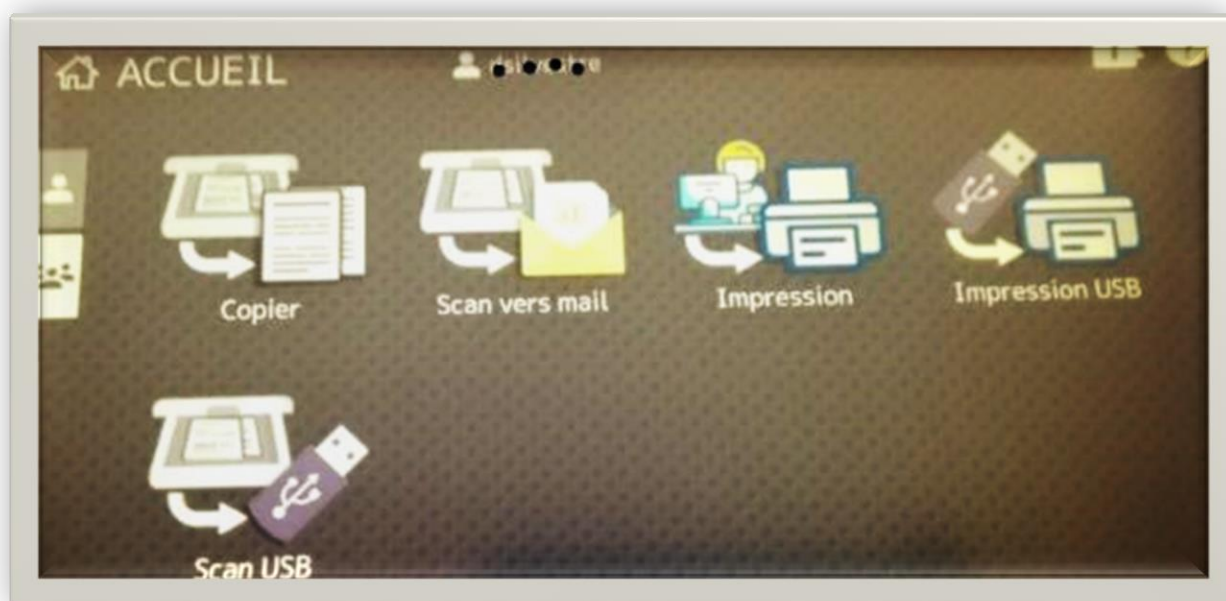 ACCUEIL
Copier
Scan vers mail
Impression
Impression USB
Scan USB